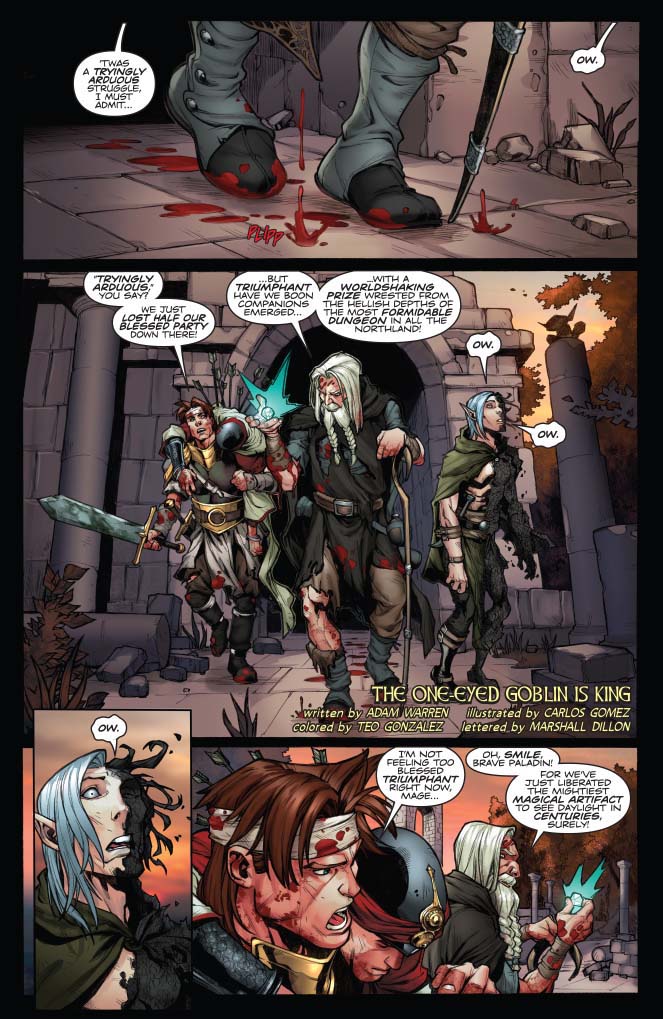 'TWAS
A TRYINGLY
ARDUOUS
STRUGGLE,
I MUST
ADMIT...
OW.
PLIPP
"TRYINGLY
ARDUOUS,"
YOU SAY?
WE JUST
LOST HALF OUR
BLESSED PARTY
DOWN THERE!
...BUT
TRIUMPHANT
HAVE WE BOON
COMPANIONS
EMERGED...
...WITH A
WORLDSHAKING
PRIZE WRESTED FROM
THE HELLISH DEPTHS OF
THE MOST FORMIDABLE
DUNGEON IN ALL THE
NORTHLAND!
OW.
OW.
THE ONE-EYED GOBLIN IS KING
written by ADAM WARREN illustrated by CARLOS GOMEZ
colored by TEO GONZALEZ lettered by MARSHALL DILLON
OW.
I'M NOT
FEELING TOO
BLESSED
TRIUMPHANT
RIGHT NOW,
MAGE...
OH, SMILE,
BRAVE PALADIN!
FOR WE'VE
JUST LIBERATED
THE MIGHTIEST
MAGICAL ARTIFACT
TO SEE DAYLIGHT IN
CENTURIES,
SURELY!